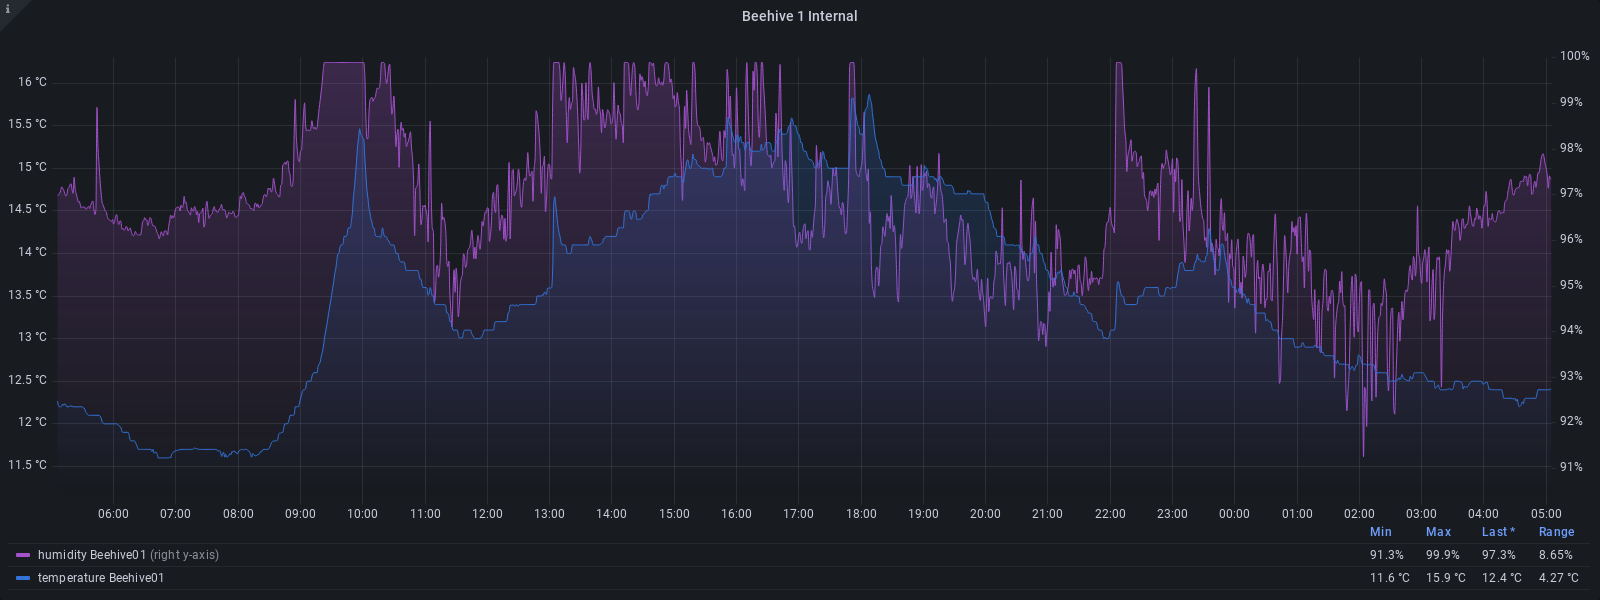 i
Beehive 1 Internal
16 °C
15.5 °C
15 °C
14.5 °C
14 °C
13.5 °C
13 °C
12.5 °C
12 °C
11.5 °C
100%
99%
98%
97%
96%
95%
94%
93%
92%
91%
06:00 07:00 08:00 09:00 10:00 11:00 12:00 13:00 14:00 15:00 16:00 17:00 18:00 19:00 20:00 21:00 22:00 23:00 00:00 01:00 02:00 03:00 04:00 05:00
Min Max Last * Range
humidity Beehive01 (right y-axis) 91.3% 99.9% 97.3% 8.65%
temperature Beehive01 11.6 °C 15.9 °C 12.4 °C 4.27 °C